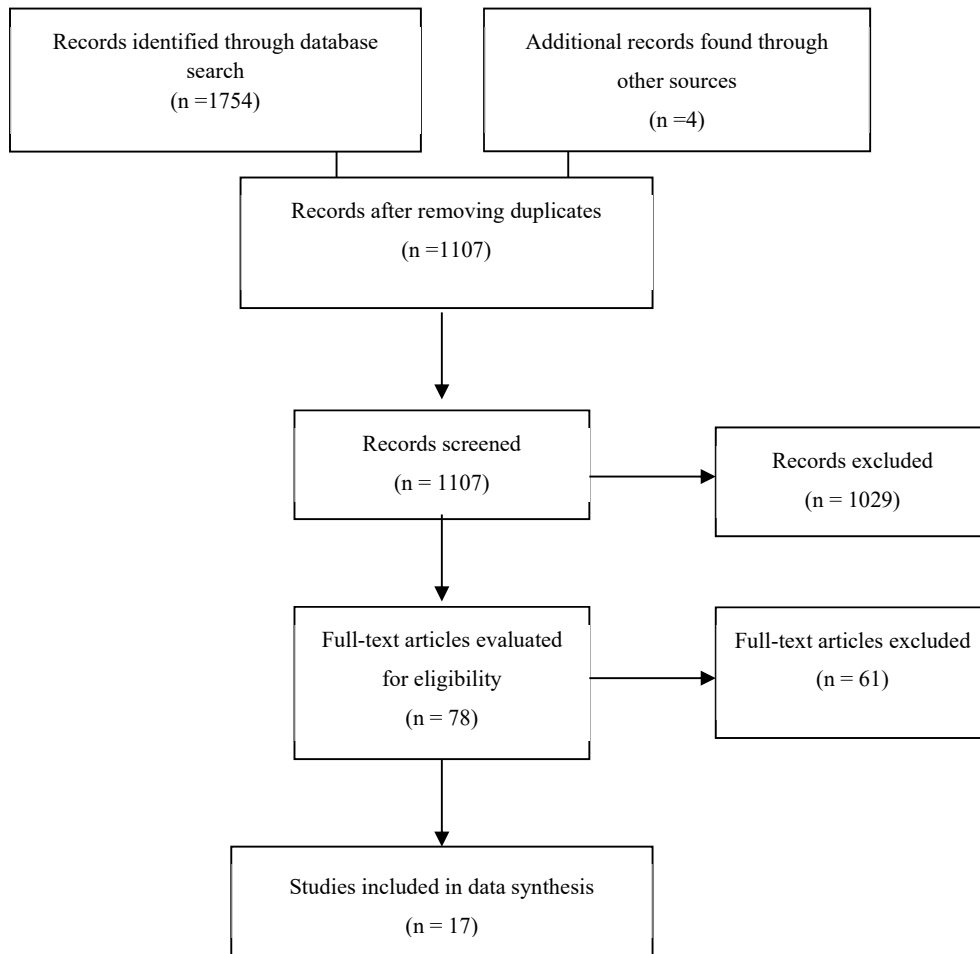 Records identified through database
search
(n =1754)
Additional records found through
other sources
(n =4)
Records after removing duplicates
(n =1107)
Records screened
(n = 1107)
Records excluded
(n = 1029)
Full-text articles evaluated
for eligibility
(n = 78)
Full-text articles excluded
(n = 61)
Studies included in data synthesis
(n = 17)